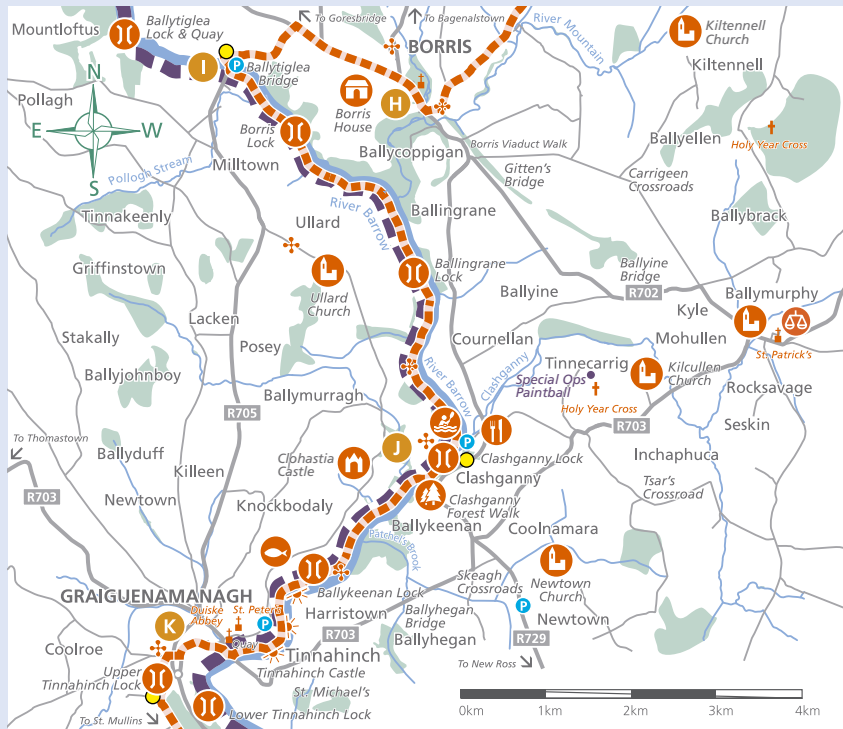 Mountloftus
Ballytiglea
Lock & Quay
To Goresbridge
To Bagenalstown
River Mountain
Kiltennell
Church
Kiltennell
BORRIS
I
P
Ballytiglea
Bridge
N
E
W
S
Pollagh
Borris
House
H
Borris
Lock
Ballycoppigan
Borris Viaduct Walk
Ballyellen
Holy Year Cross
Pollogh Stream
Milltown
Gitten's
Bridge
Carrigeen
Crossroads
Tinnakeenly
Ullard
River Barrow
Ballingrane
Ballybrack
Griffinstown
Ullard
Church
Ballingrane
Lock
Ballyine
Bridge
Ballyine
R702
Ballymurphy
Kyle
Lacken
Stakally
Posey
Cournellan
Mohullen
St. Patrick's
River Barrow
Clashganny
Tinnecarrig
Kilcullen
Church
Ballyjohnboy
Special Ops
Paintball
Rocksavage
Ballymurragh
Holy Year Cross
R705
R703
Seskin
To Thomastown
J
P
Ballyduff
Clohastia
Castle
Clashganny Lock
Inchaphuca
Killeen
Clashganny
Tsar's
Crossroad
R703
Newtown
Knockbodaly
Clashganny
Forest Walk
Ballykeenan
Coolnamara
Patchel's Brook
Skeagh
Crossroads
Newtown
Church
GRAIGUENAMANAGH
Ballykeenan Lock
Duiske
Abbey
St. Peter's
P
Harristown
Ballyhegan
Bridge
P
Newtown
K
R703
R729
Coolroe
Quay
Ballyhegan
Tinnahinch
To New Ross
Upper
Tinnahinch Lock
Tinnahinch Castle
St. Michael's
To St. Mullins
Lower Tinnahinch Lock
0km
1km
2km
3km
4km